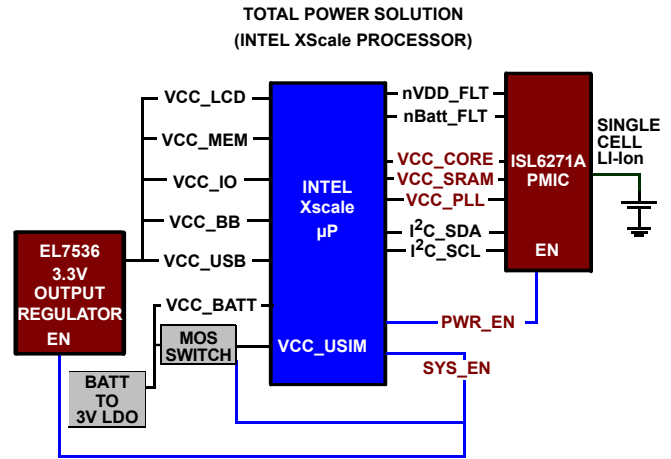 TOTAL POWER SOLUTION
(INTEL XScale PROCESSOR)
VCC_LCD
VCC_MEM
VCC_IO
VCC_BB
VCC_USB
VCC_BATT
VCC_USIM
EL7536
3.3V
OUTPUT
REGULATOR
EN
MOS
SWITCH
BATT
TO
3V LDO
INTEL
Xscale
µP
nVDD_FLT
nBatt_FLT
VCC_CORE
VCC_SRAM
VCC_PLL
I²C_SDA
I²C_SCL
PWR_EN
SYS_EN
ISL6271A
PMIC
EN
SINGLE
CELL
LI-Ion